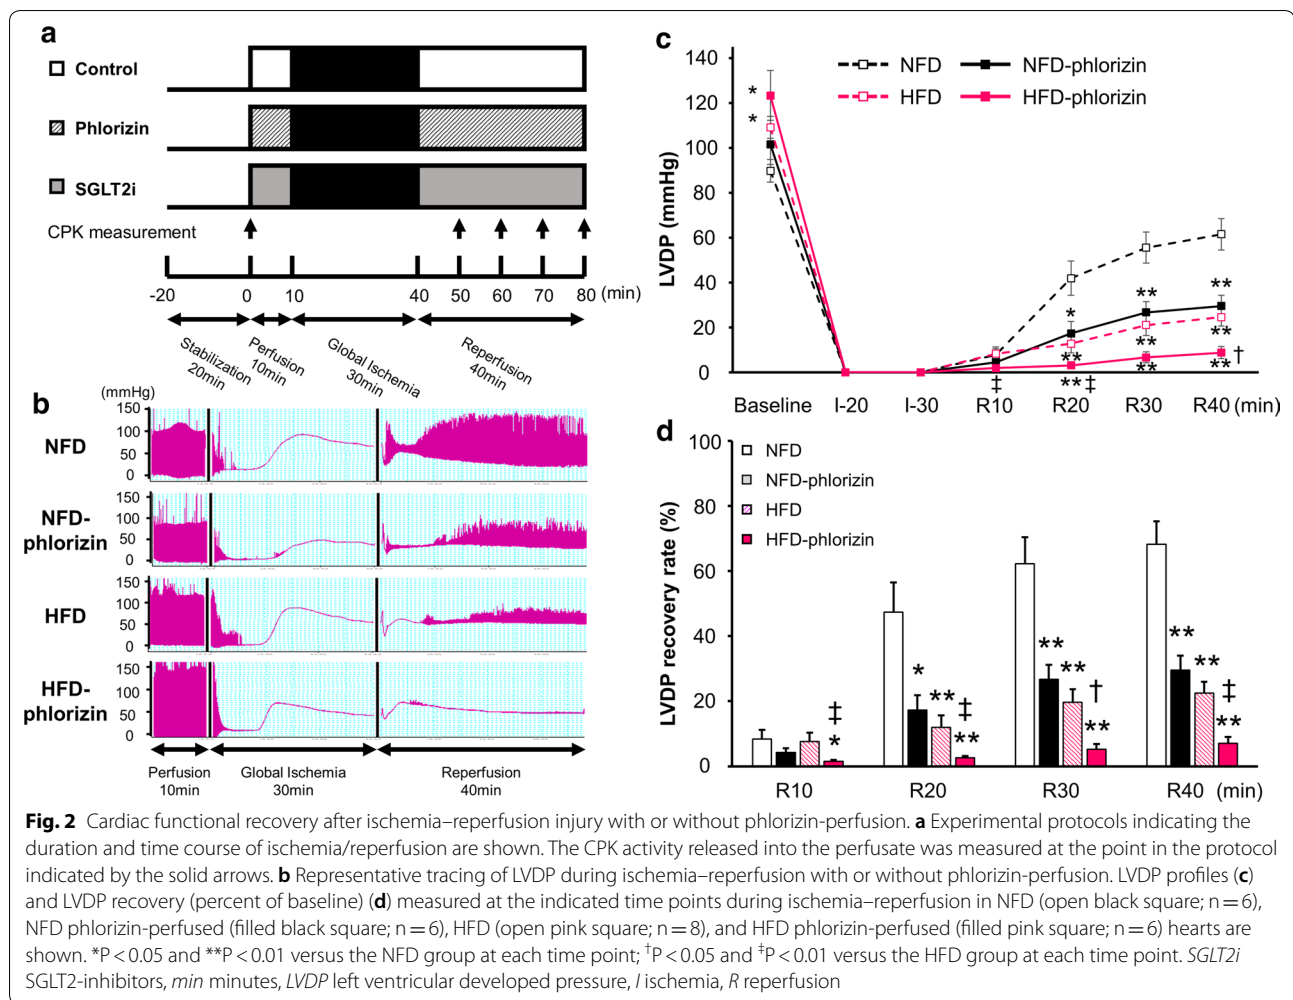 a
Control
Phlorizin
SGLT2i
CPK measurement
-20 0 10 40 50 60 70 80 (min)
Stabilization 20min
Perfusion 10min
Global Ischemia 30min
Reperfusion 40min
b
(mmHg)
NFD
150
100
50
0
NFD-phlorizin
150
100
50
0
HFD
150
100
50
0
HFD-phlorizin
150
100
50
0
Perfusion 10min
Global Ischemia 30min
Reperfusion 40min
c
LVDP (mmHg)
140
120
100
80
60
40
20
0
NFD NFD-phlorizin
HFD HFD-phlorizin
*
*
** **
* **
** ** ** †
‡ ** ‡ ** **
Baseline I-20 I-30 R10 R20 R30 R40 (min)
d
LVDP recovery rate (%)
100
80
60
40
20
0
NFD
NFD-phlorizin
HFD
HFD-phlorizin
‡ *
* ** ‡ **
** ** † **
** ** ‡ **
R10 R20 R30 R40 (min)
Fig. 2 Cardiac functional recovery after ischemia–reperfusion injury with or without phlorizin-perfusion. a Experimental protocols indicating the
duration and time course of ischemia/reperfusion are shown. The CPK activity released into the perfusate was measured at the point in the protocol
indicated by the solid arrows. b Representative tracing of LVDP during ischemia–reperfusion with or without phlorizin-perfusion. LVDP profiles (c)
and LVDP recovery (percent of baseline) (d) measured at the indicated time points during ischemia–reperfusion in NFD (open black square; n = 6),
NFD phlorizin-perfused (filled black square; n = 6), HFD (open pink square; n = 8), and HFD phlorizin-perfused (filled pink square; n = 6) hearts are
shown. *P < 0.05 and **P < 0.01 versus the NFD group at each time point; †P < 0.05 and ‡P < 0.01 versus the HFD group at each time point. SGLT2i
SGLT2-inhibitors, min minutes, LVDP left ventricular developed pressure, I ischemia, R reperfusion